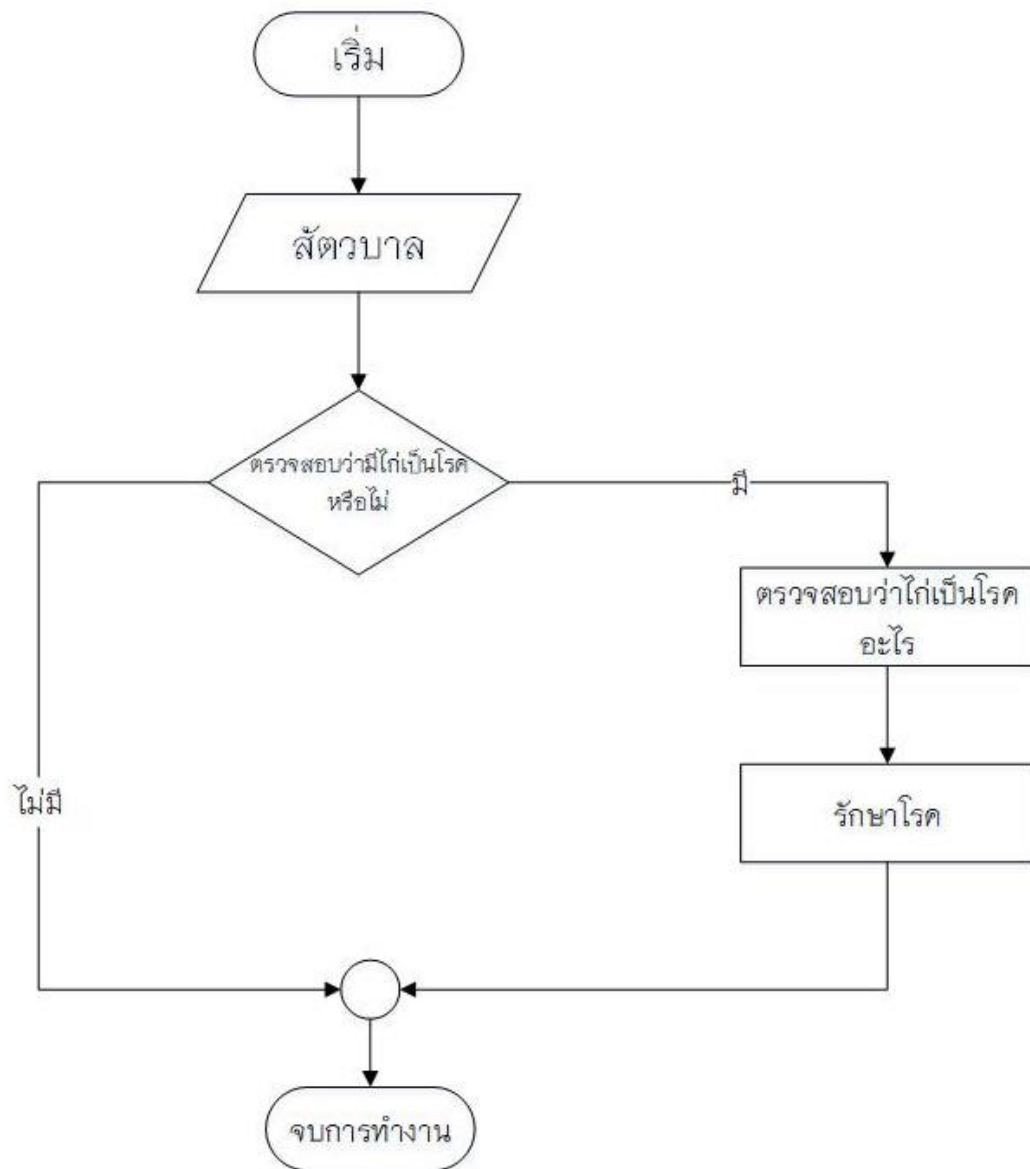 เริ่ม
สัตวบาล
ตรวจสอบว่ามีไก่เป็นโรค
หรือไม่
มี
ตรวจสอบว่าไก่เป็นโรค
อะไร
ไม่มี
รักษาโรค
จบการทำงาน